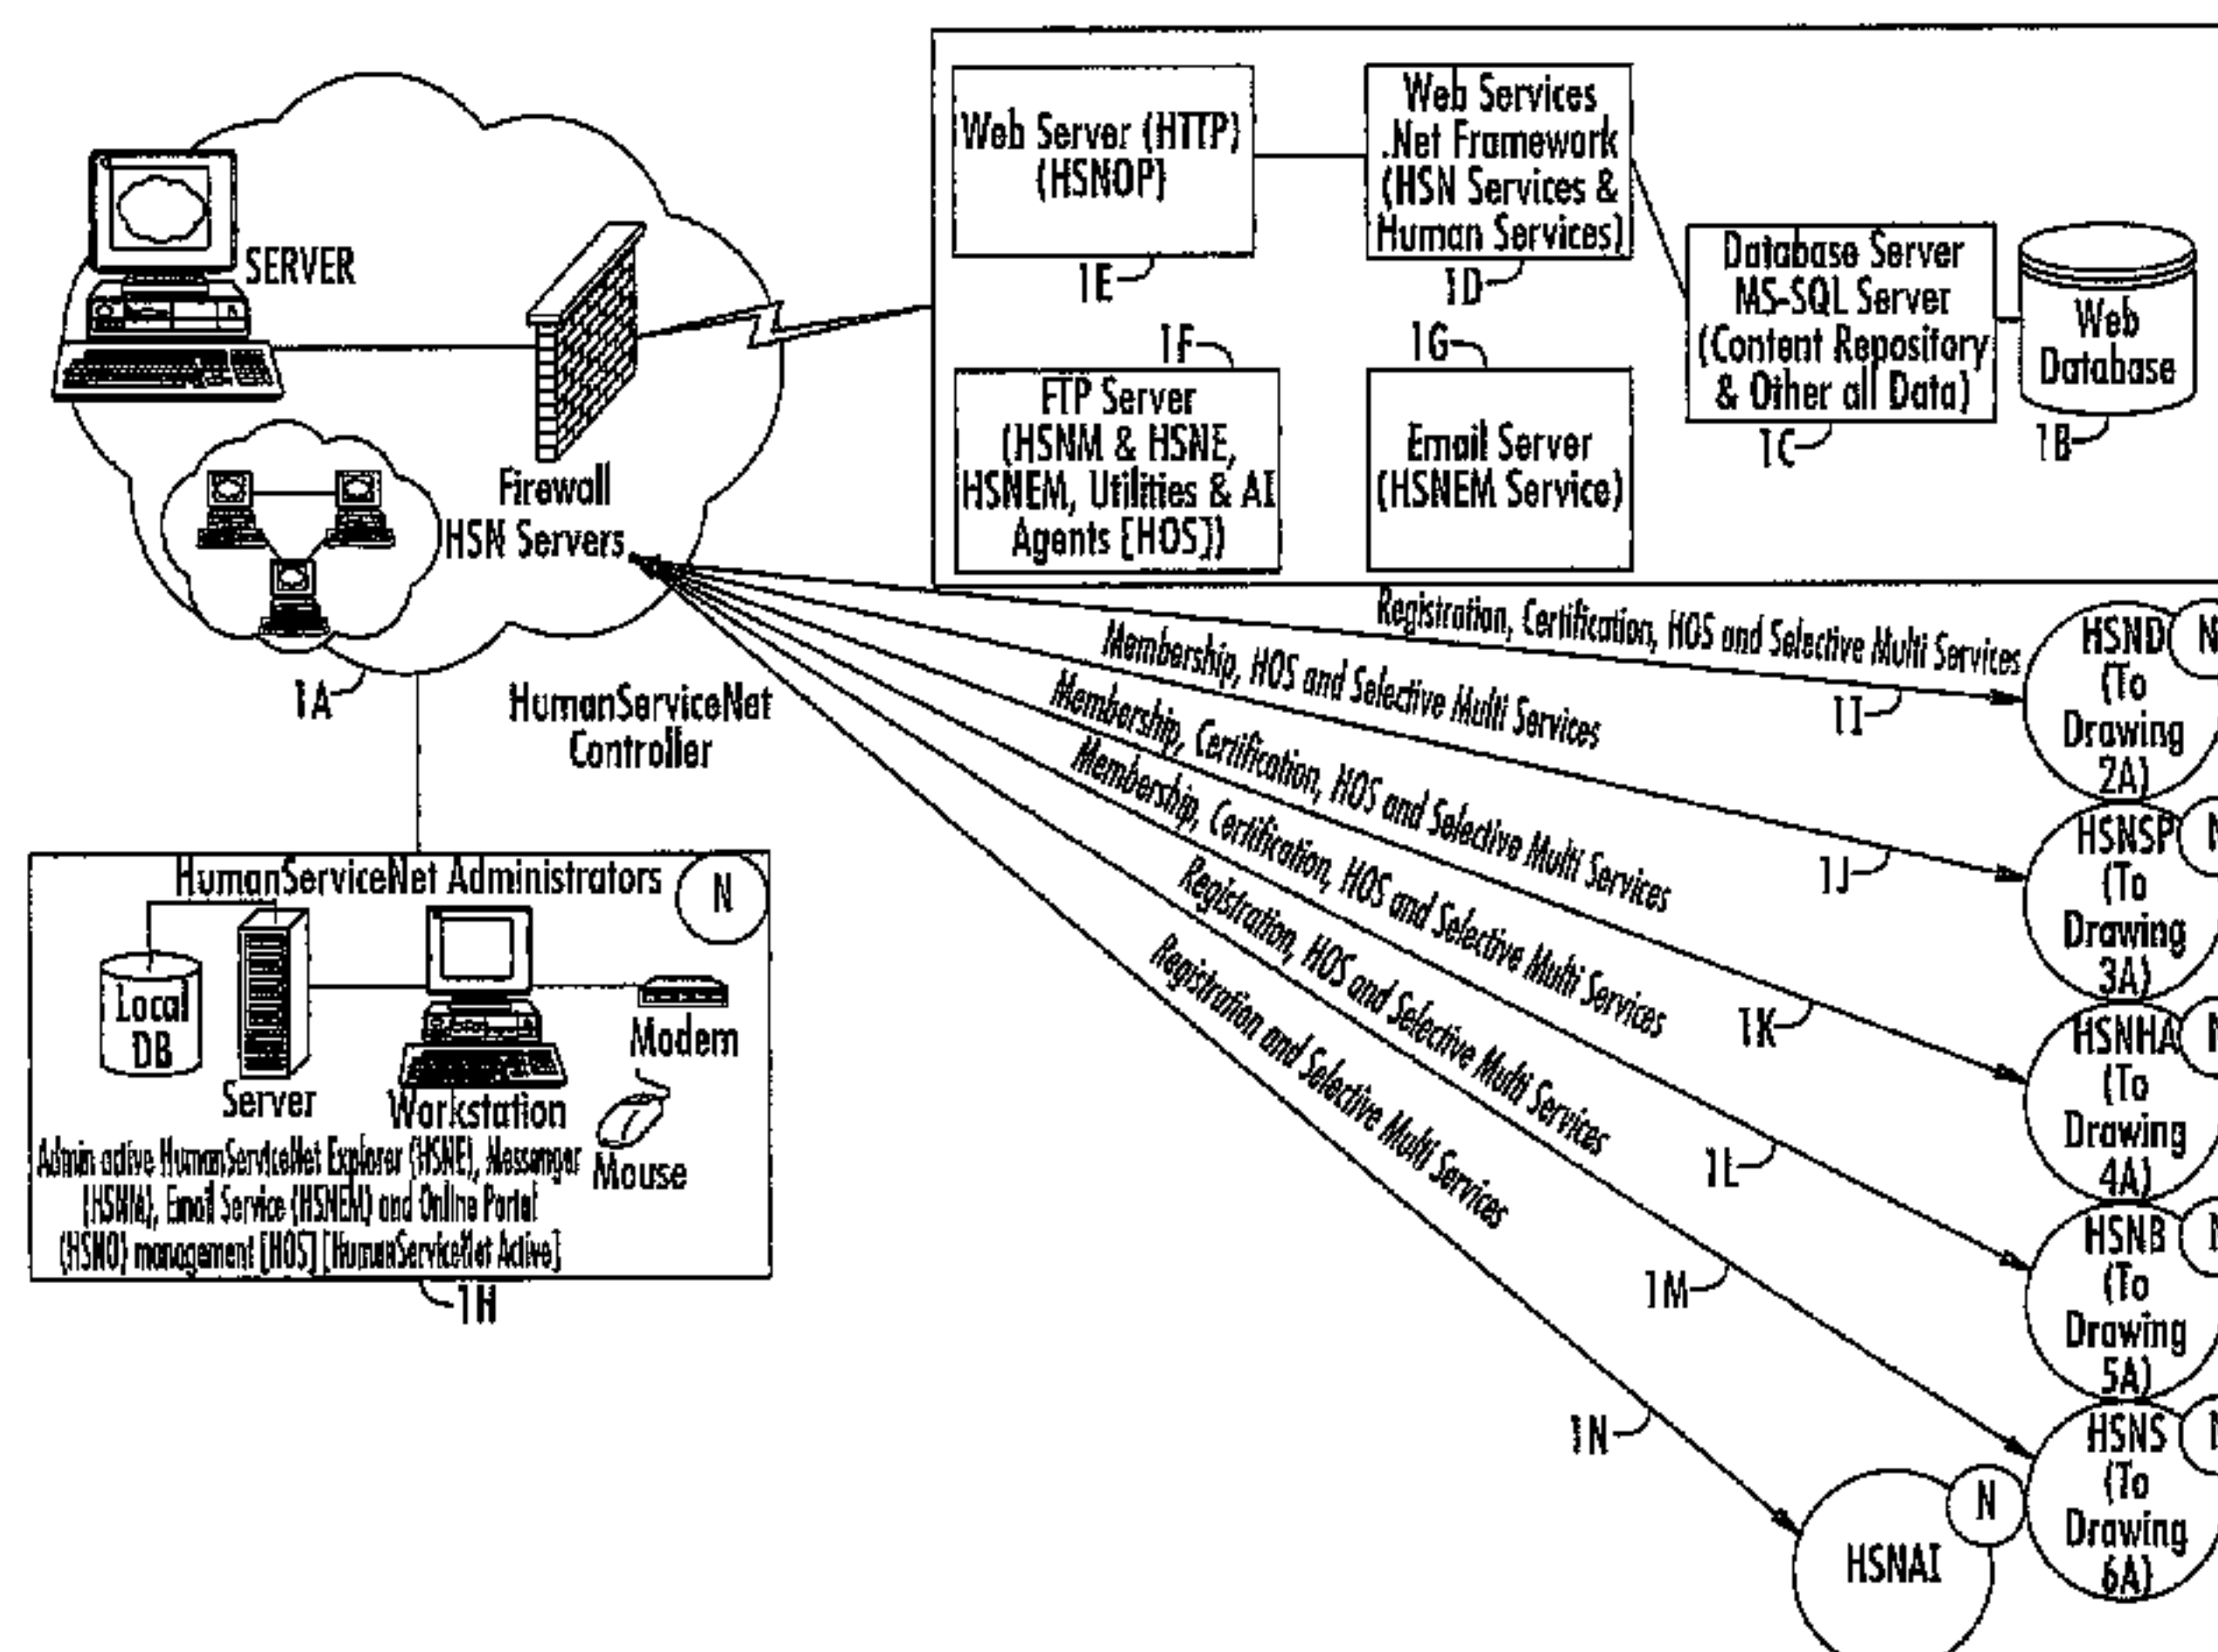 SERVER
Firewall
HSN Servers
1A
HumanServiceNet
Controller
Web Server (HTTP)
(HSNOP)
1E
Web Services
.Net Framework
(HSN Services &
Human Services)
1D
Database Server
MS-SQL Server
(Content Repository
& Other all Data)
1C
Web
Database
1B
1F
FTP Server
(HSNM & HSNE,
HSNEM, Utilities & AI
Agents [HOS])
1G
Email Server
(HSNEM Service)
Registration, Certification, HOS and Selective Multi Services
1I
Membership, HOS and Selective Multi Services
1J
Membership, Certification, HOS and Selective Multi Services
1K
Membership, Certification, HOS and Selective Multi Services
1L
Registration, HOS and Selective Multi Services
1M
Registration and Selective Multi Services
1N
HSND
N
(To
Drawing
2A)
HSNSP
N
(To
Drawing
3A)
HSNHA
N
(To
Drawing
4A)
HSNB
N
(To
Drawing
5A)
HSNS
N
(To
Drawing
6A)
N
HSNAI
HumanServiceNet Administrators
N
Local
DB
Server
Workstation
Modem
Mouse
Admin active HumanServiceNet Explorer (HSNE), Messenger
(HSNM), Email Service (HSNEM) and Online Portal
(HSNO) management [HOS] [HumanServiceNet Active]
1H